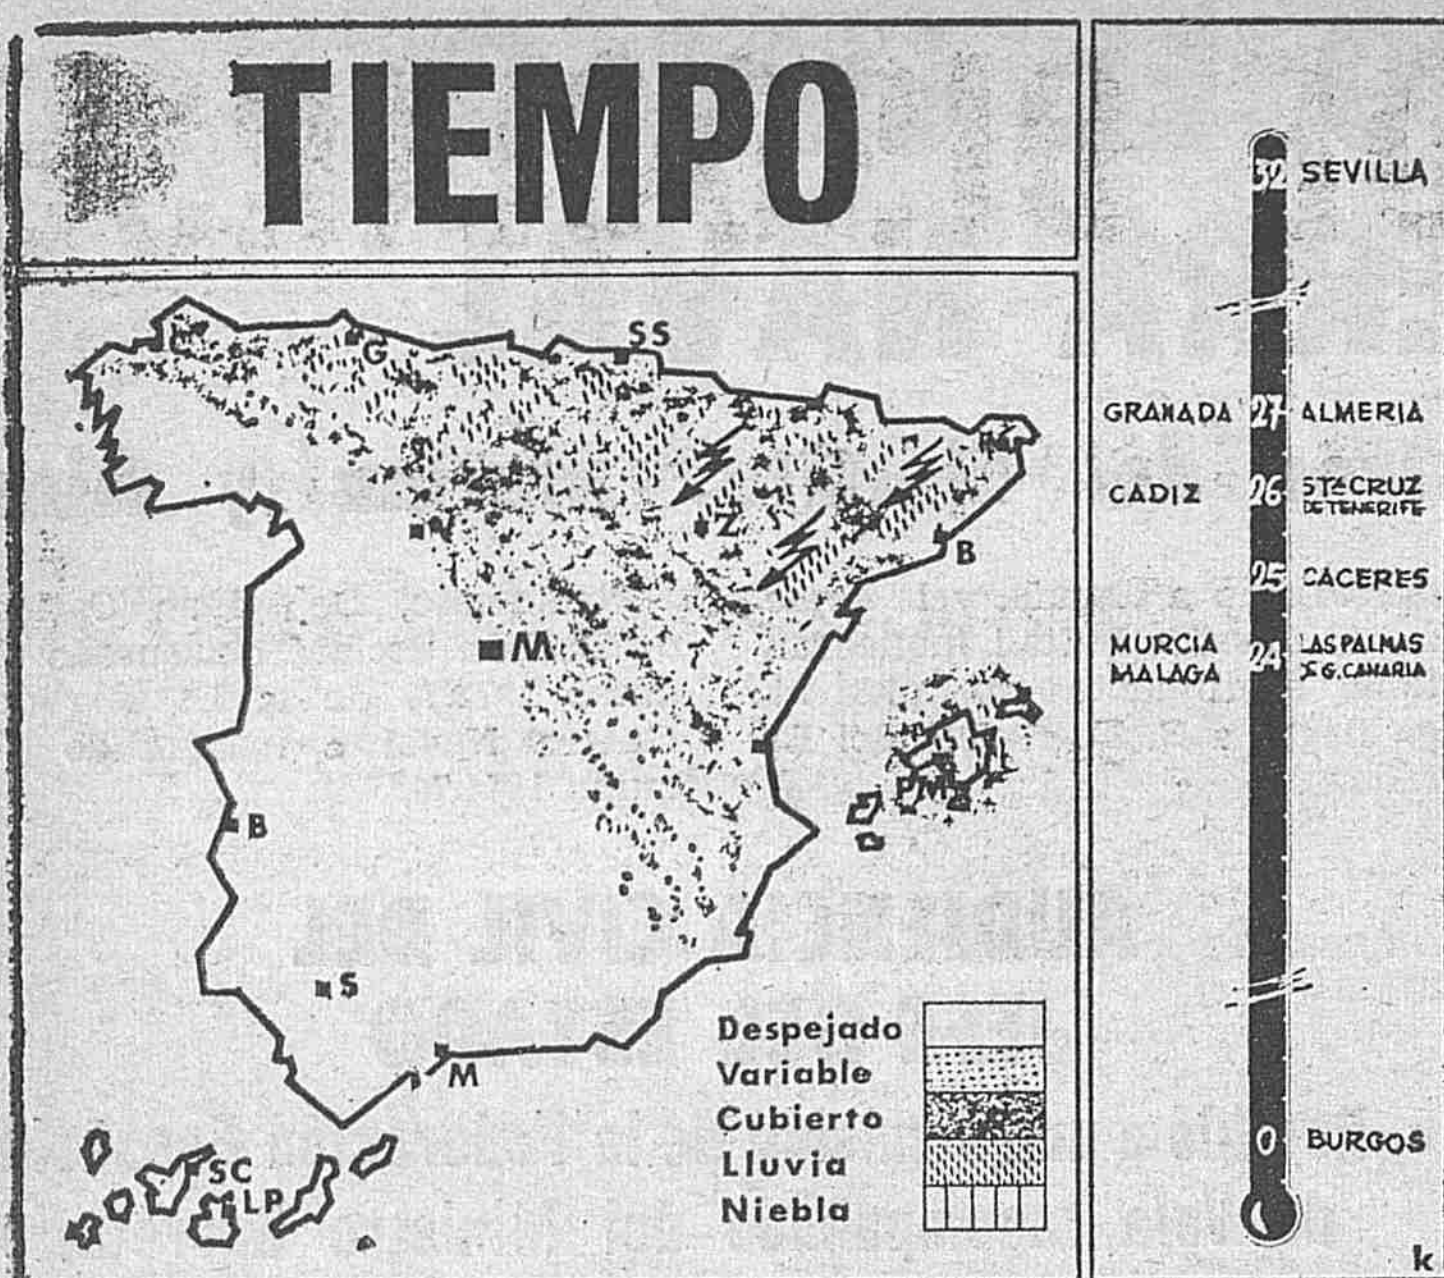 TIEMPO
SS
G
Z
B
M
PM
B
S
M
SC
LP
Despejado
Variable
Cubierto
Lluvia
Niebla
32 SEVILLA
GRANADA 27 ALMERIA
CADIZ 26 STA CRUZ
DE TENERIFE
25 CACERES
MURCIA 24 LAS PALMAS
MALAGA DE G. CANARIA
0 BURGOS
k